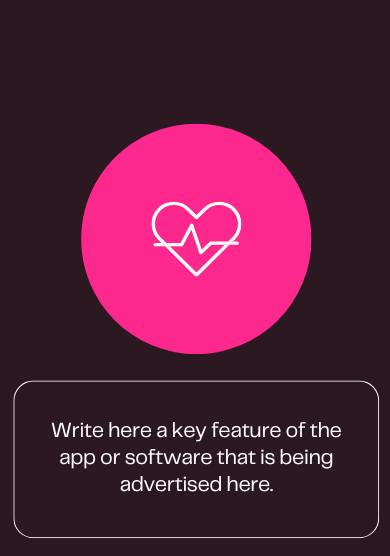 Write here a key feature of the
app or software that is being
advertised here.